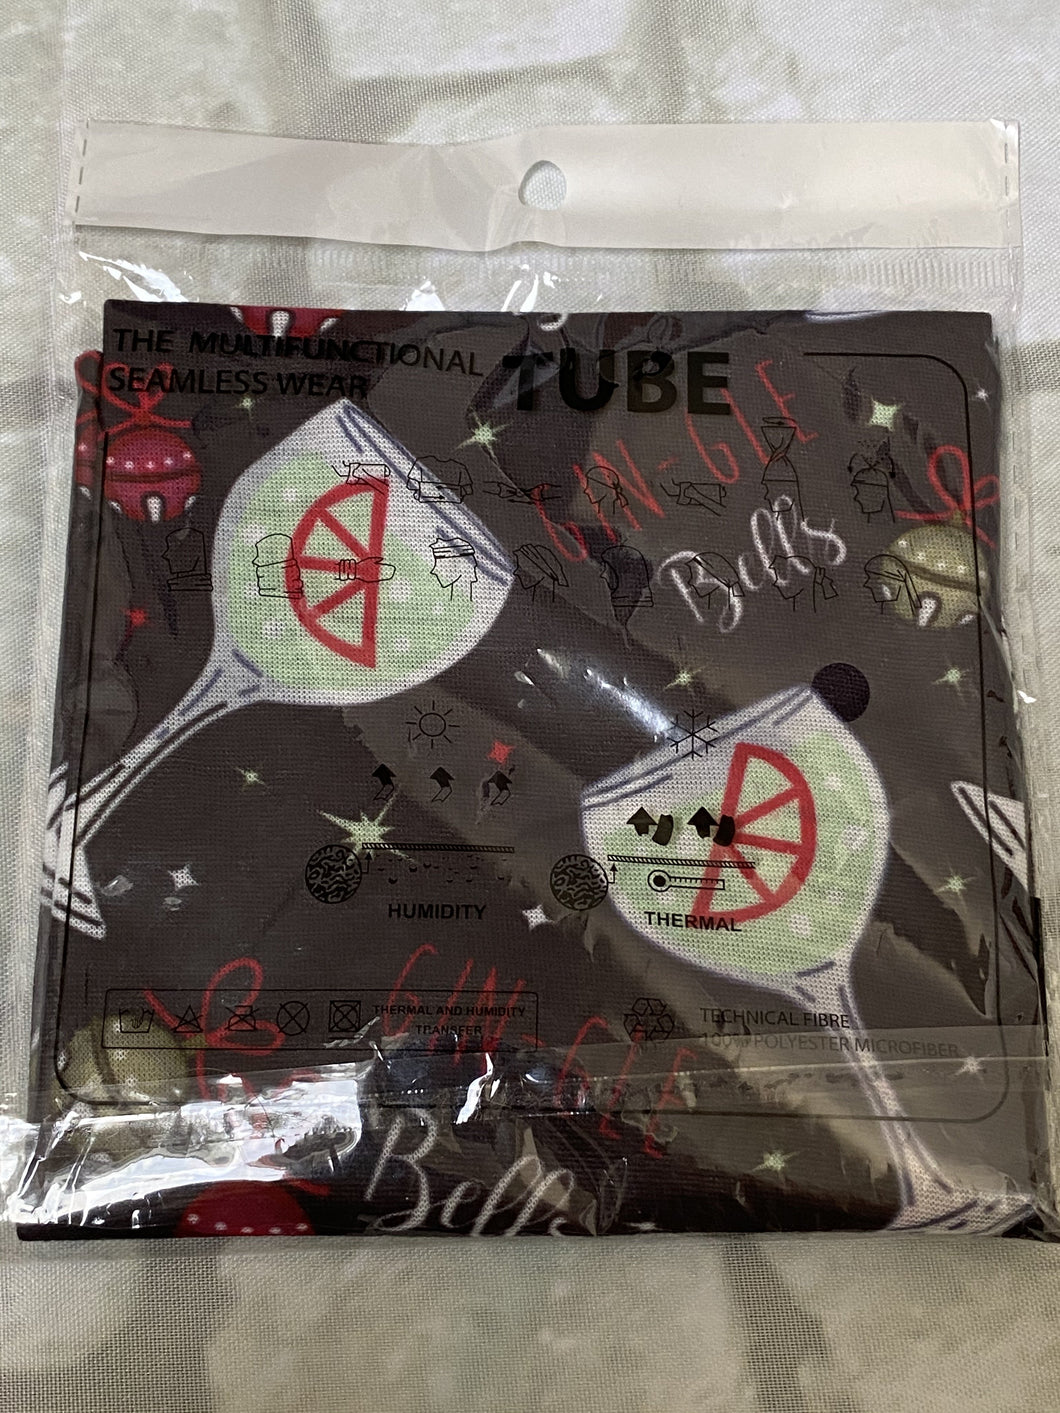 THE MULTIFUNCTIONAL
SEAMLESS WEAR
TUBE
GIN-GLE
Bells
HUMIDITY
THERMAL
THERMAL AND HUMIDITY
TRANSFER
TECHNICAL FIBRE
100% POLYESTER MICROFIBER
GIN-GLE
Bells